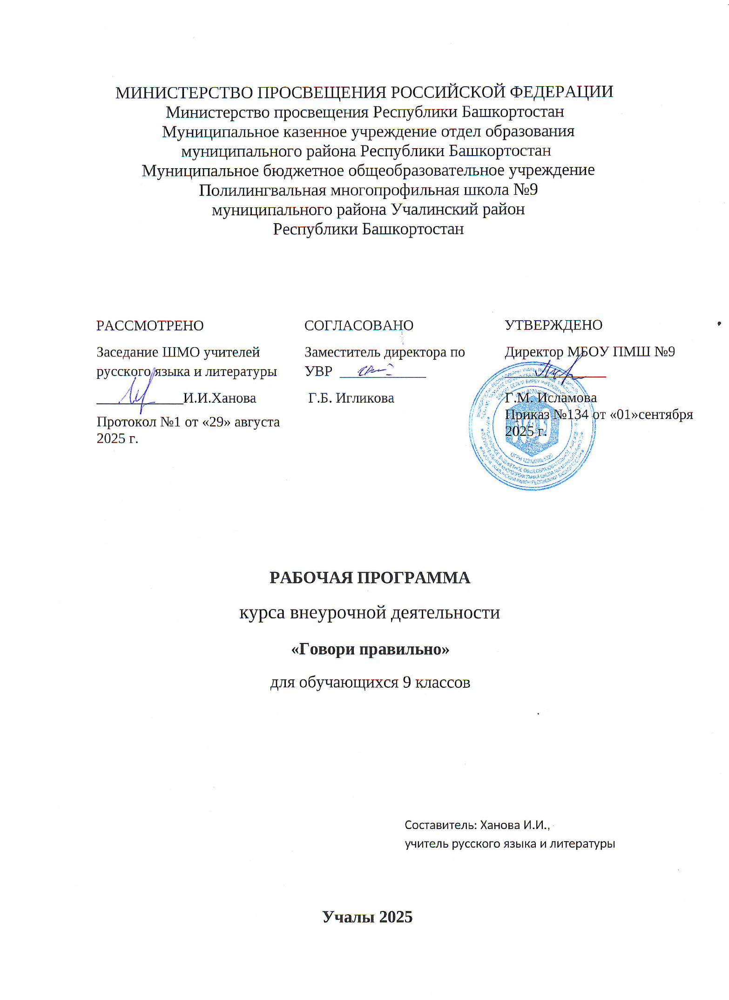 МИНИСТЕРСТВО ПРОСВЕЩЕНИЯ РОССИЙСКОЙ ФЕДЕРАЦИИ
Министерство просвещения Республики Башкортостан
Муниципальное казенное учреждение отдел образования
муниципального района Республики Башкортостан
Муниципальное бюджетное общеобразовательное учреждение
Полилингвальная многопрофильная школа №9
муниципального района Учалинский район
Республики Башкортостан
РАССМОТРЕНО
Заседание ШМО учителей
русского языка и литературы
____________И.И.Ханова
Протокол №1 от «29» августа
2025 г.
СОГЛАСОВАНО
Заместитель директора по
УВР ____________
Г.Б. Игликова
УТВЕРЖДЕНО
Директор МБОУ ПМШ №9
______________
Г.М. Исламова
Приказ №134 от «01»сентября
2025 г.
РАБОЧАЯ ПРОГРАММА
курса внеурочной деятельности
«Говори правильно»
для обучающихся 9 классов
Составитель: Ханова И.И.,
учитель русского языка и литературы
Учалы 2025